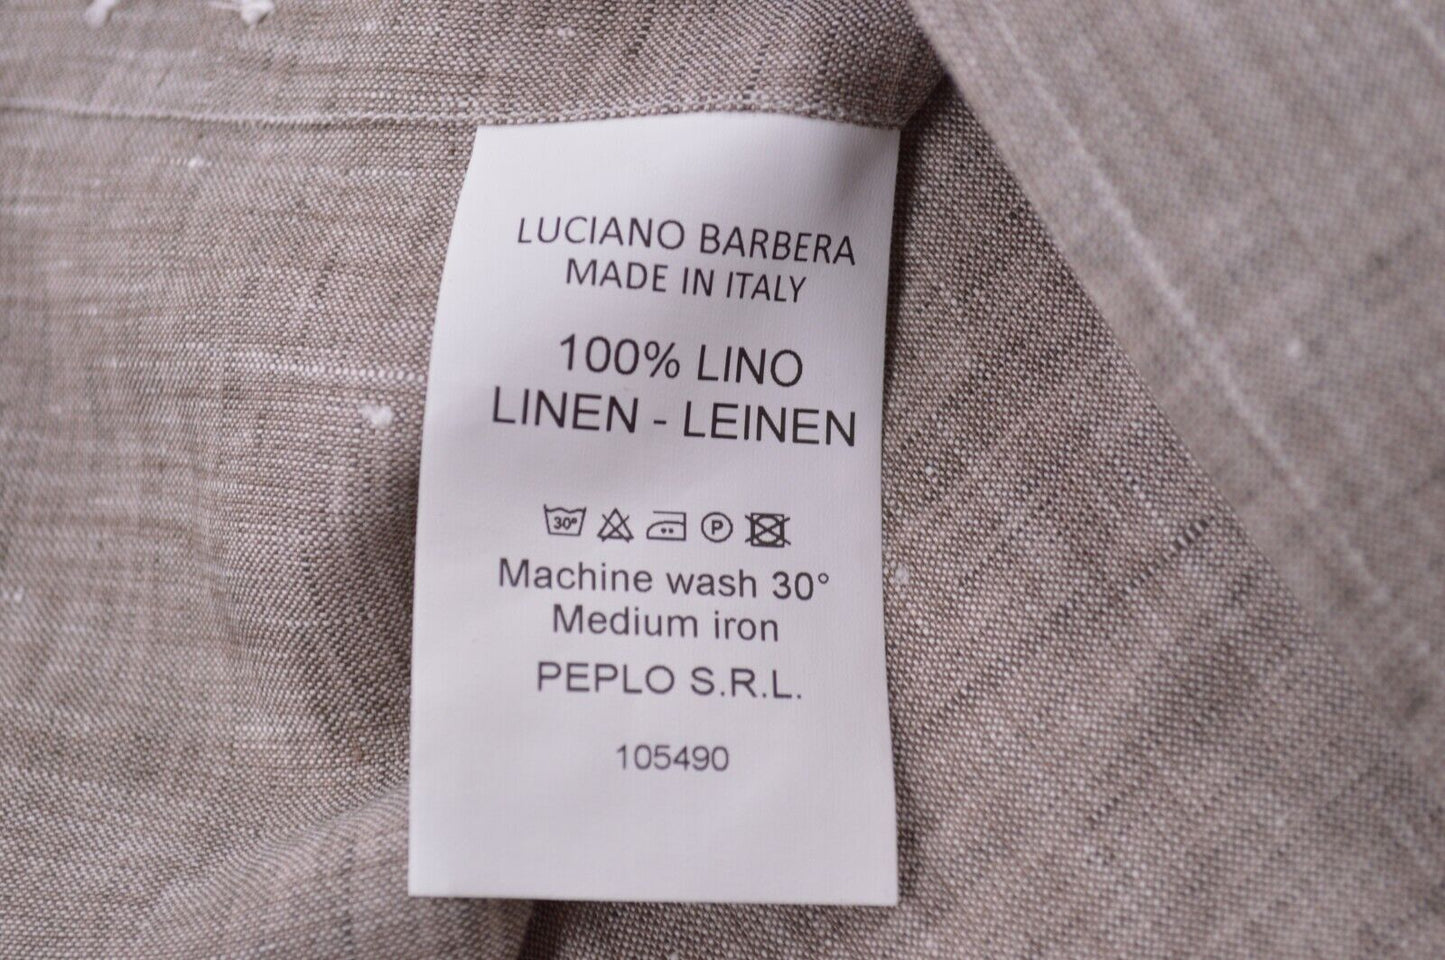 LUCIANO BARBERA
MADE IN ITALY
100% LINO
LINEN - LEINEN
30°
P
Machine wash 30°
Medium iron
PEPLO S.R.L.
105490